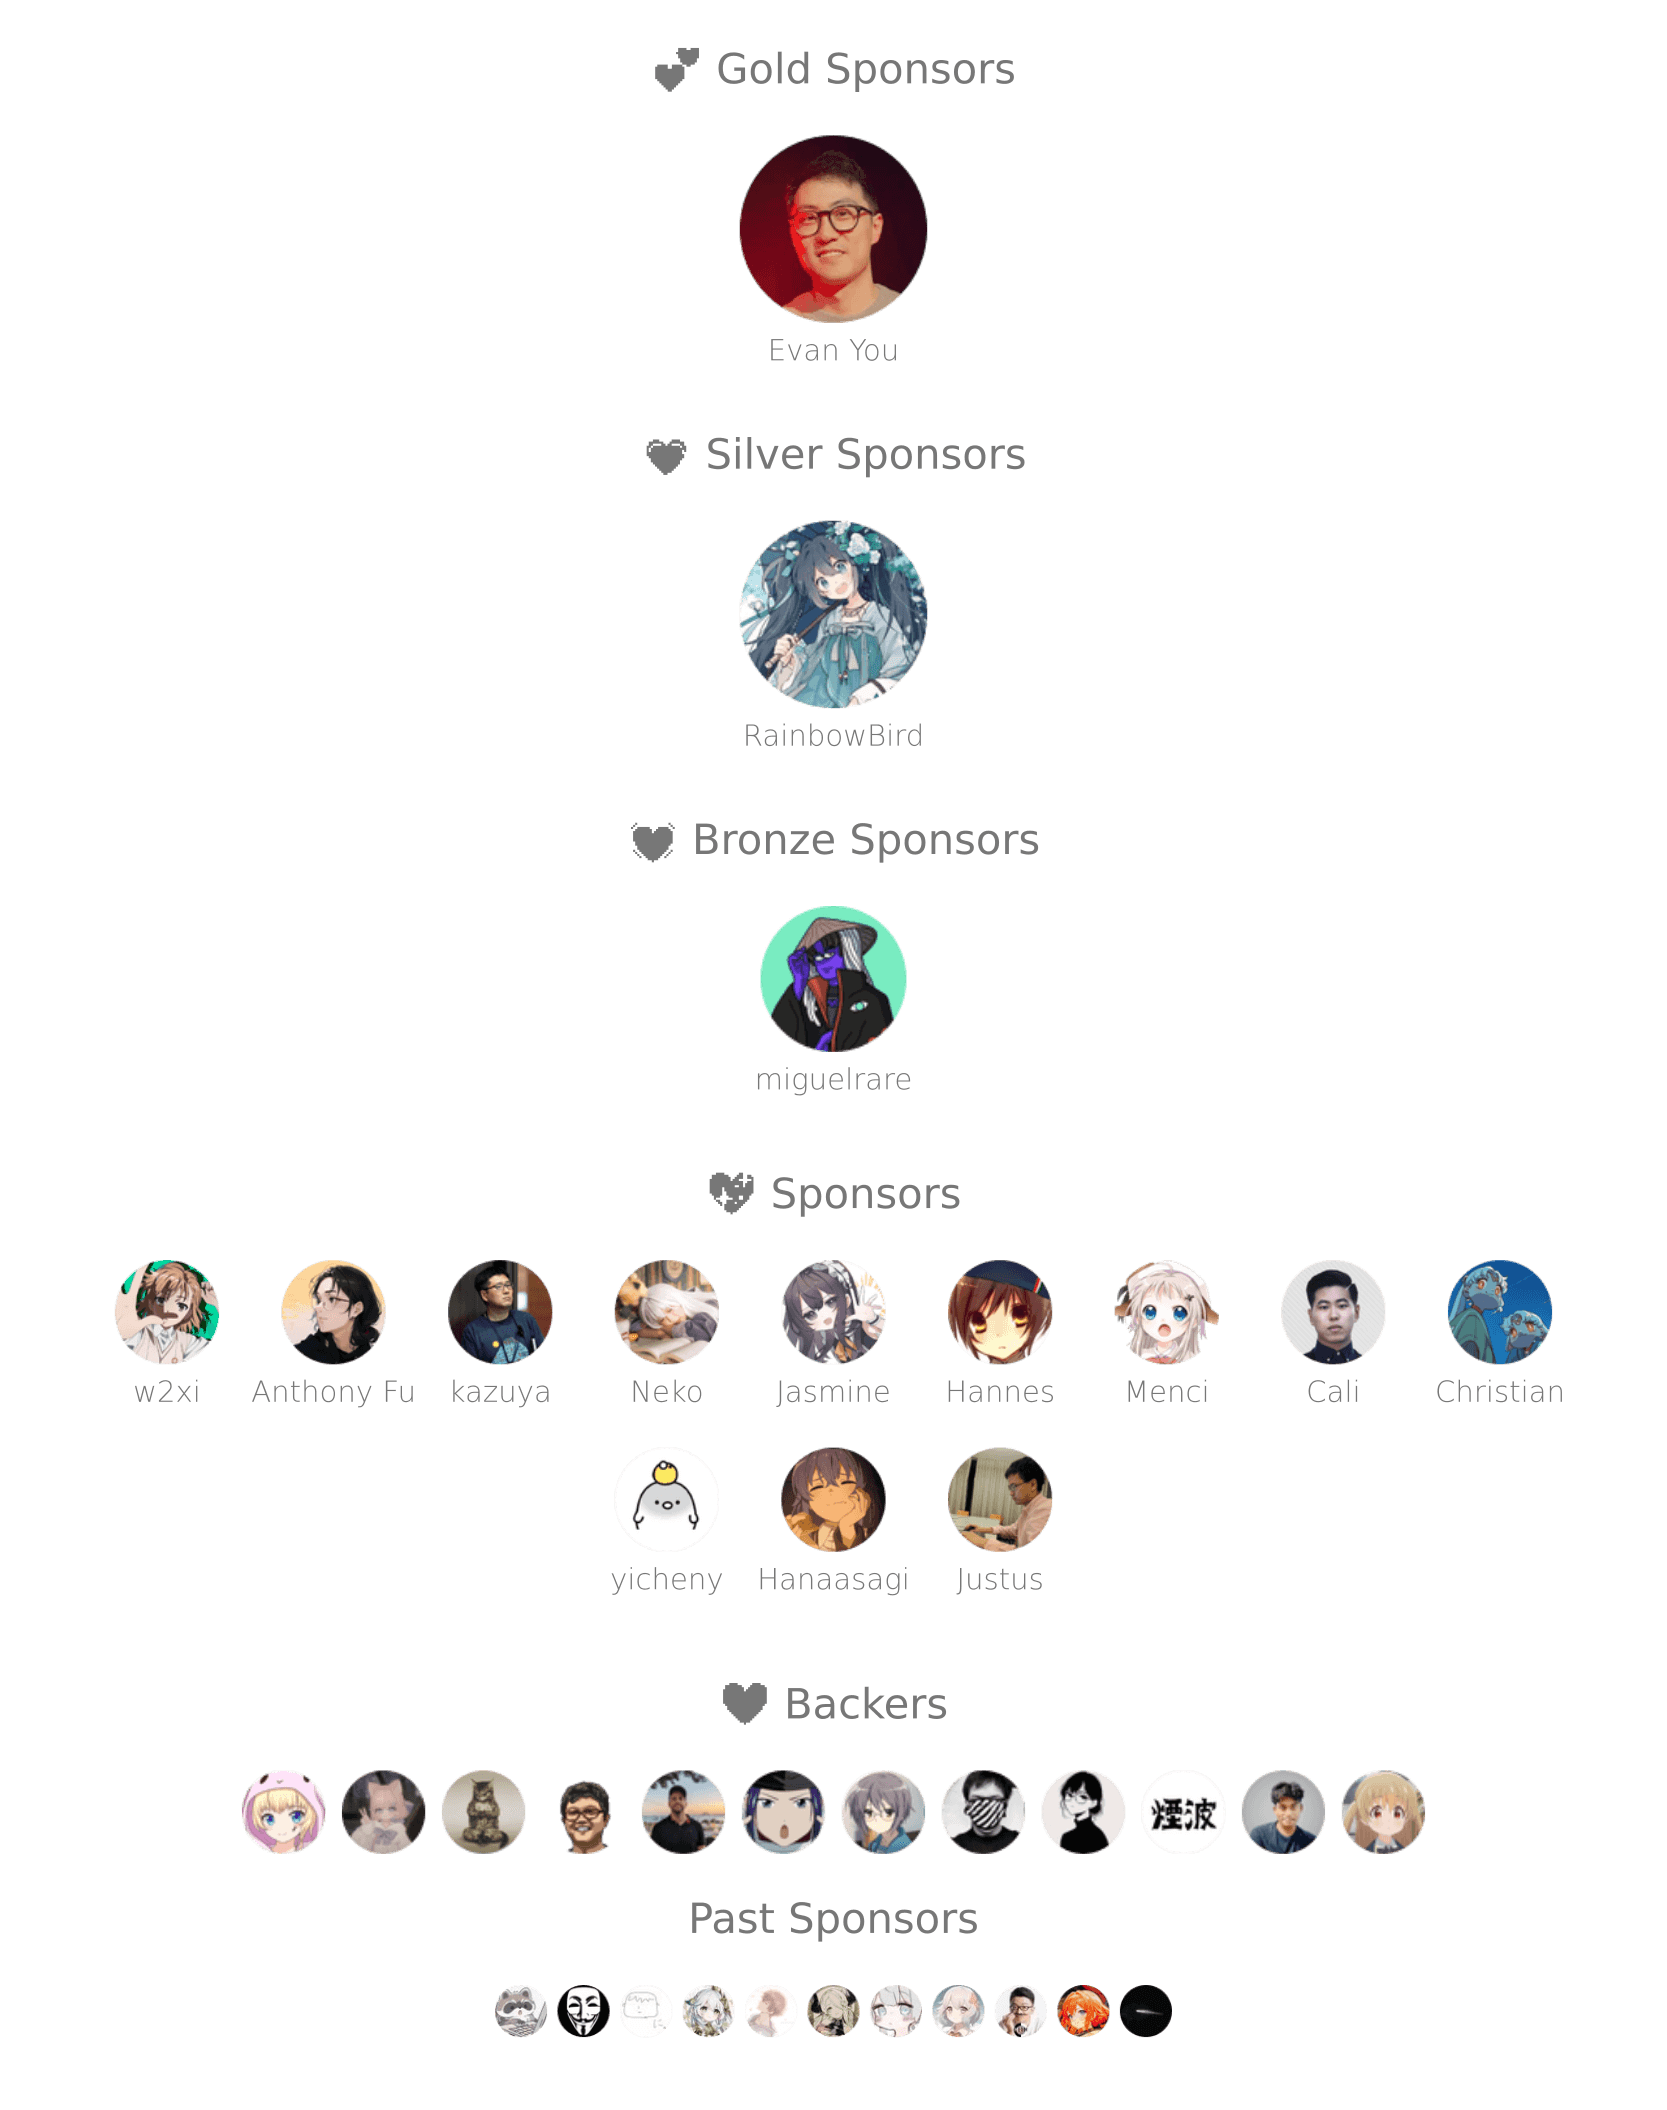 Gold Sponsors
Evan You
Silver Sponsors
RainbowBird
Bronze Sponsors
miguelrare
Sponsors
w2xi Anthony Fu kazuya Neko Jasmine Hannes Menci Cali Christian
yicheny Hanaasagi Justus
Backers
煙波
Past Sponsors